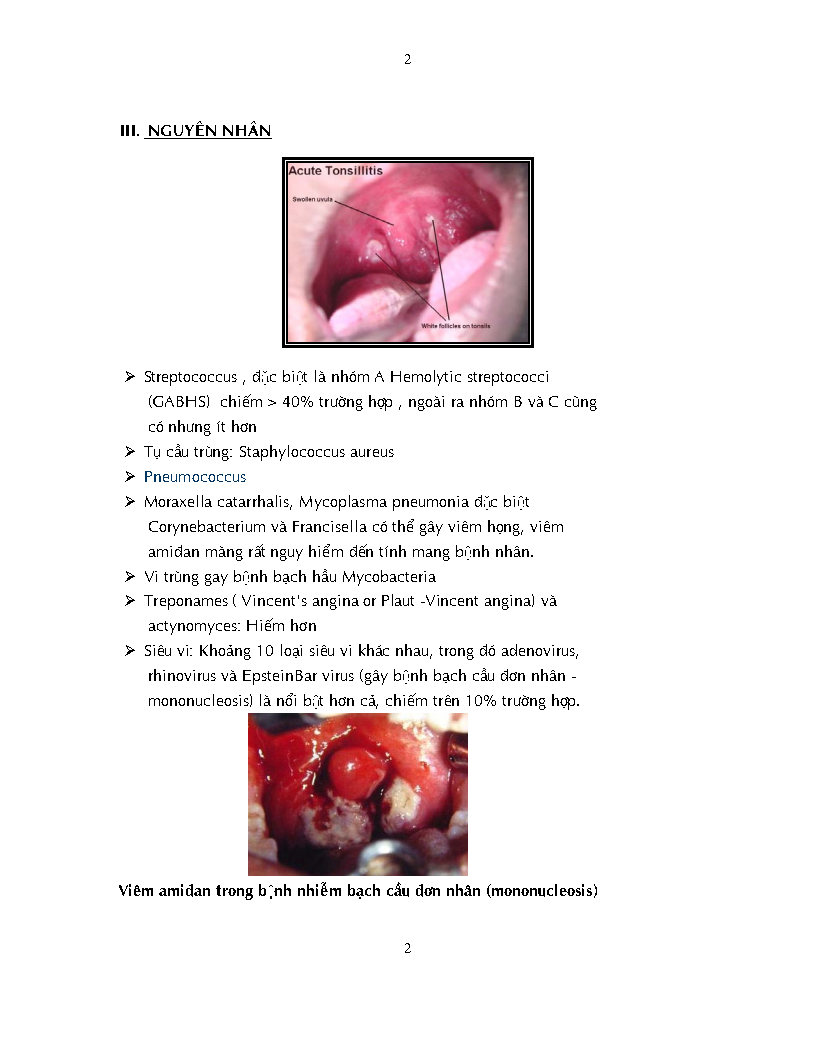 2
III. NGUYÊN NHÂN
Acute Tonsillitis
Swollen uvula
White follicles on tonsils
➢ Streptococcus , đặc biệt là nhóm A Hemolytic streptococci
(GABHS) chiếm > 40% trường hợp , ngoài ra nhóm B và C cũng
có nhưng ít hơn
➢ Tụ cầu trùng: Staphylococcus aureus
➢ Pneumococcus
➢ Moraxella catarrhalis, Mycoplasma pneumonia đặc biệt
Corynebacterium và Francisella có thể gây viêm họng, viêm
amiđan màng rất nguy hiểm đến tính mang bệnh nhân.
➢ Vi trùng gay bệnh bạch hầu Mycobacteria
➢ Treponames ( Vincent's angina or Plaut -Vincent angina) và
actynomyces: Hiếm hơn
➢ Siêu vi: Khoảng 10 loại siêu vi khác nhau, trong đó adenovirus,
rhinovirus và EpsteinBar virus (gây bệnh bạch cầu đơn nhân -
mononucleosis) là nổi bật hơn cả, chiếm trên 10% trường hợp.
Viêm amiđan trong bệnh nhiễm bạch cầu đơn nhân (mononucleosis)
2